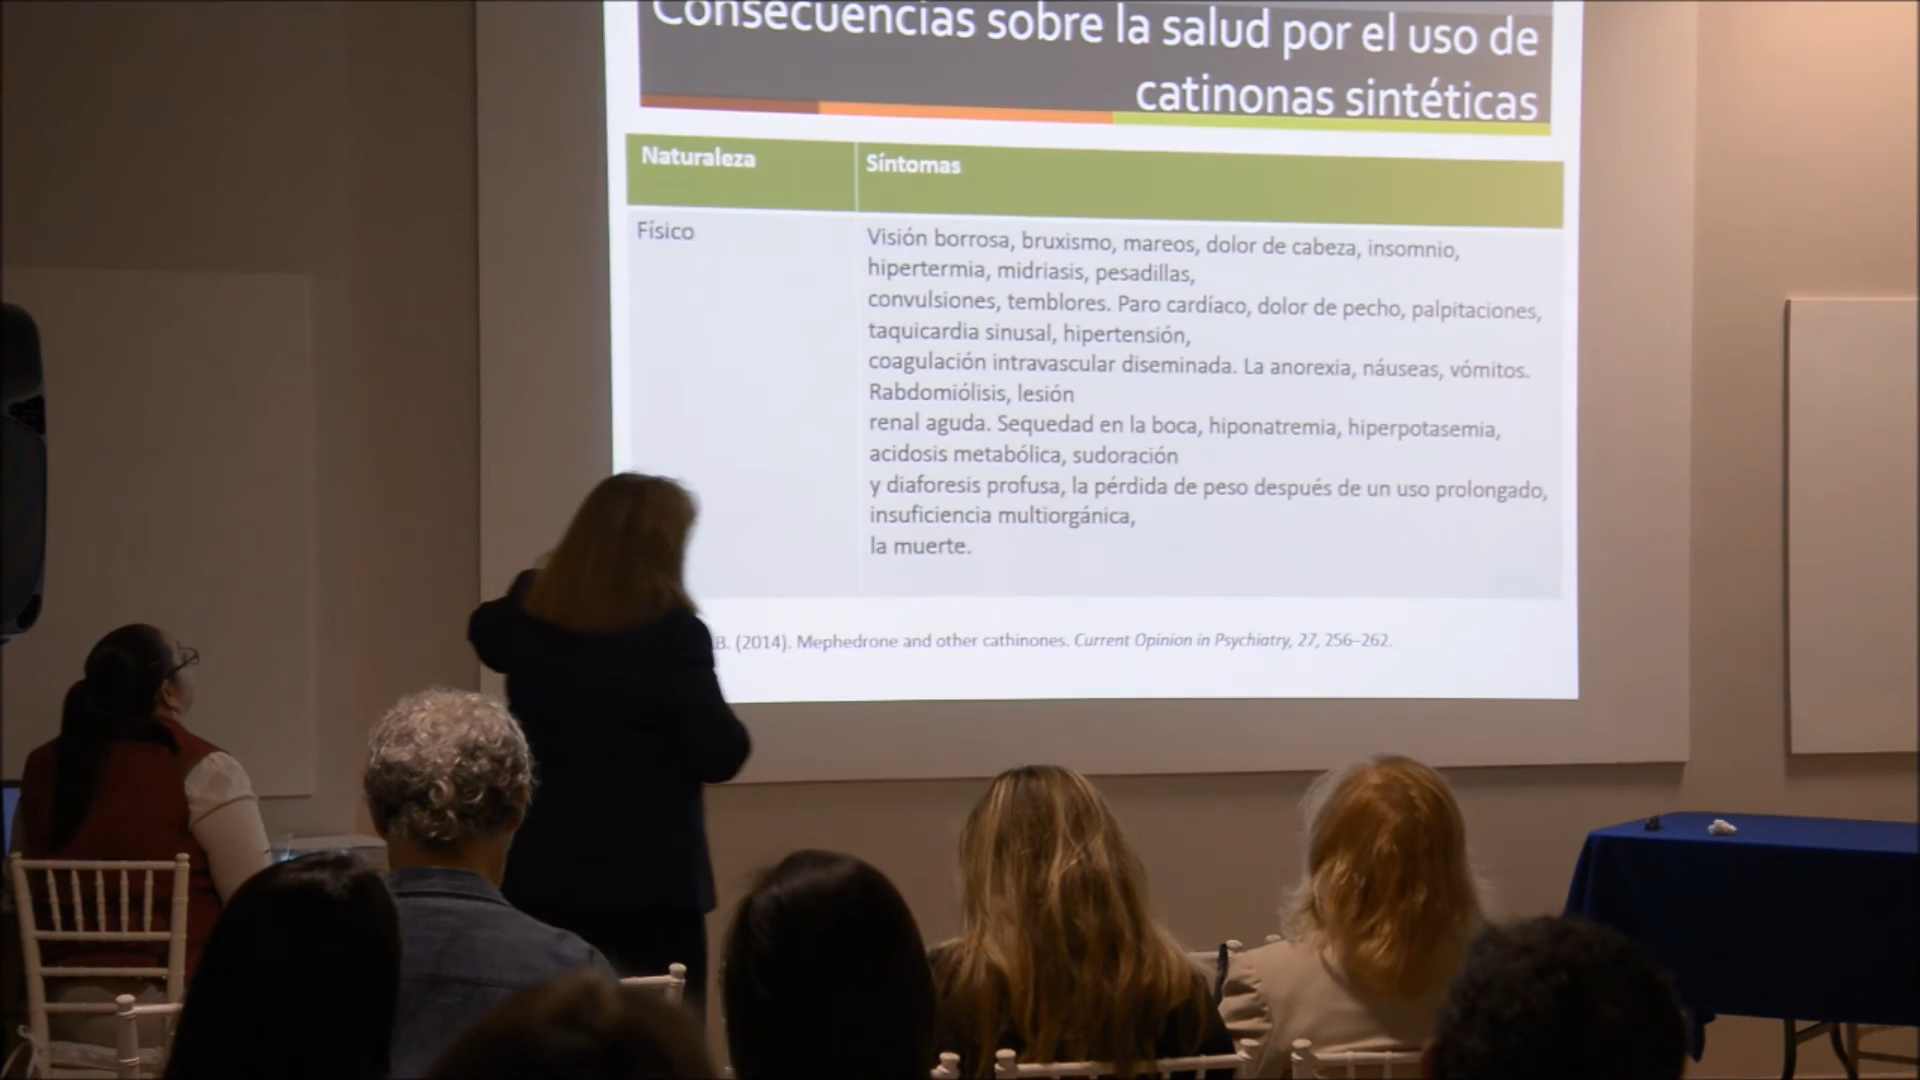 Consecuencias sobre la salud por el uso de
catinonas sintéticas
Naturaleza
Síntomas
Físico
Visión borrosa, bruxismo, mareos, dolor de cabeza, insomnio,
hipertermia, midriasis, pesadillas,
convulsiones, temblores. Paro cardíaco, dolor de pecho, palpitaciones,
taquicardia sinusal, hipertensión,
coagulación intravascular diseminada. La anorexia, náuseas, vómitos.
Rabdomiólisis, lesión
renal aguda. Sequedad en la boca, hiponatremia, hiperpotasemia,
acidosis metabólica, sudoración
y diaforesis profusa, la pérdida de peso después de un uso prolongado,
insuficiencia multiorgánica,
la muerte.
B. (2014). Mephedrone and other cathinones. Current Opinion in Psychiatry, 27, 256–262.